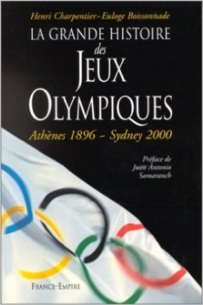 Henri Charpentier–Euloge Boissonnade
LA GRANDE HISTOIRE
des
JEUX
OLYMPIQUES
Athènes 1896 – Sydney 2000
Préface de
Juan Antonio
Samaranch
FRANCE-EMPIRE